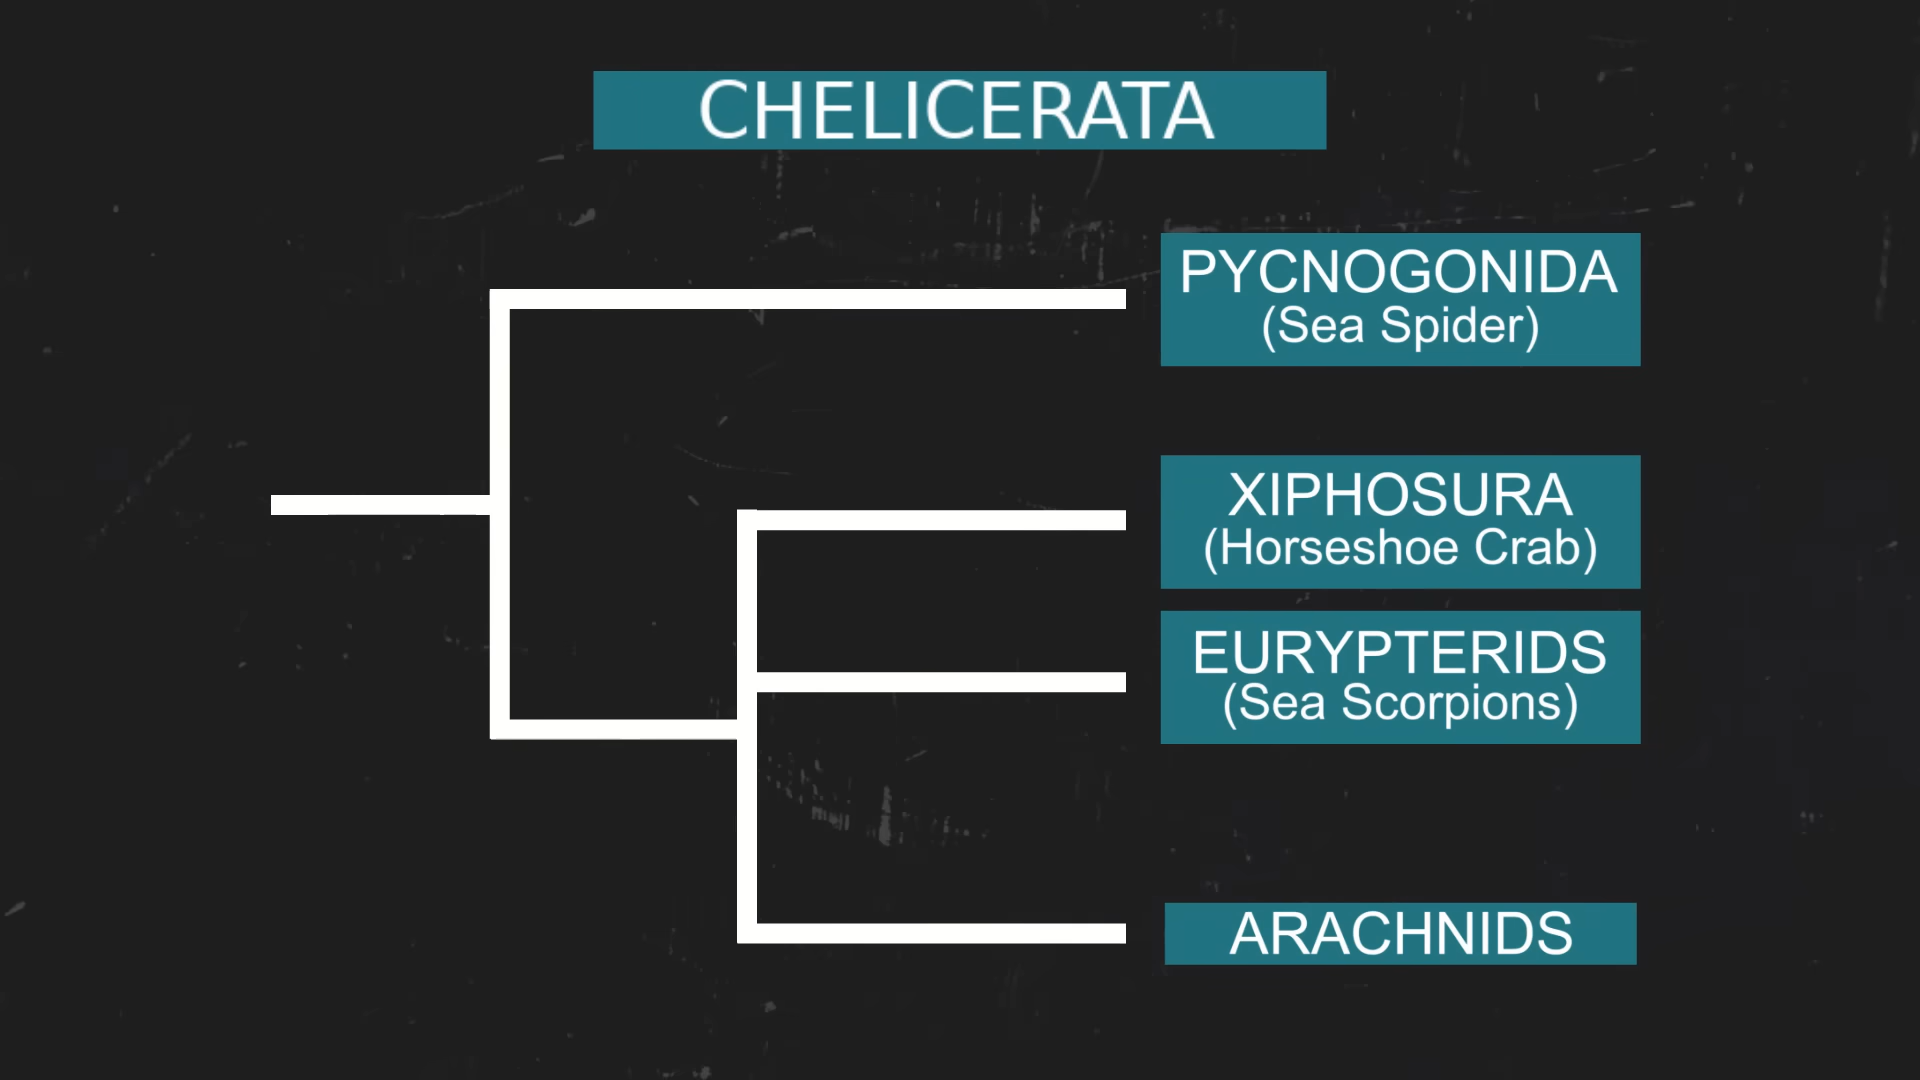 CHELICERATA
PYCNOGONIDA
(Sea Spider)
XIPHOSURA
(Horseshoe Crab)
EURYPTERIDS
(Sea Scorpions)
ARACHNIDS